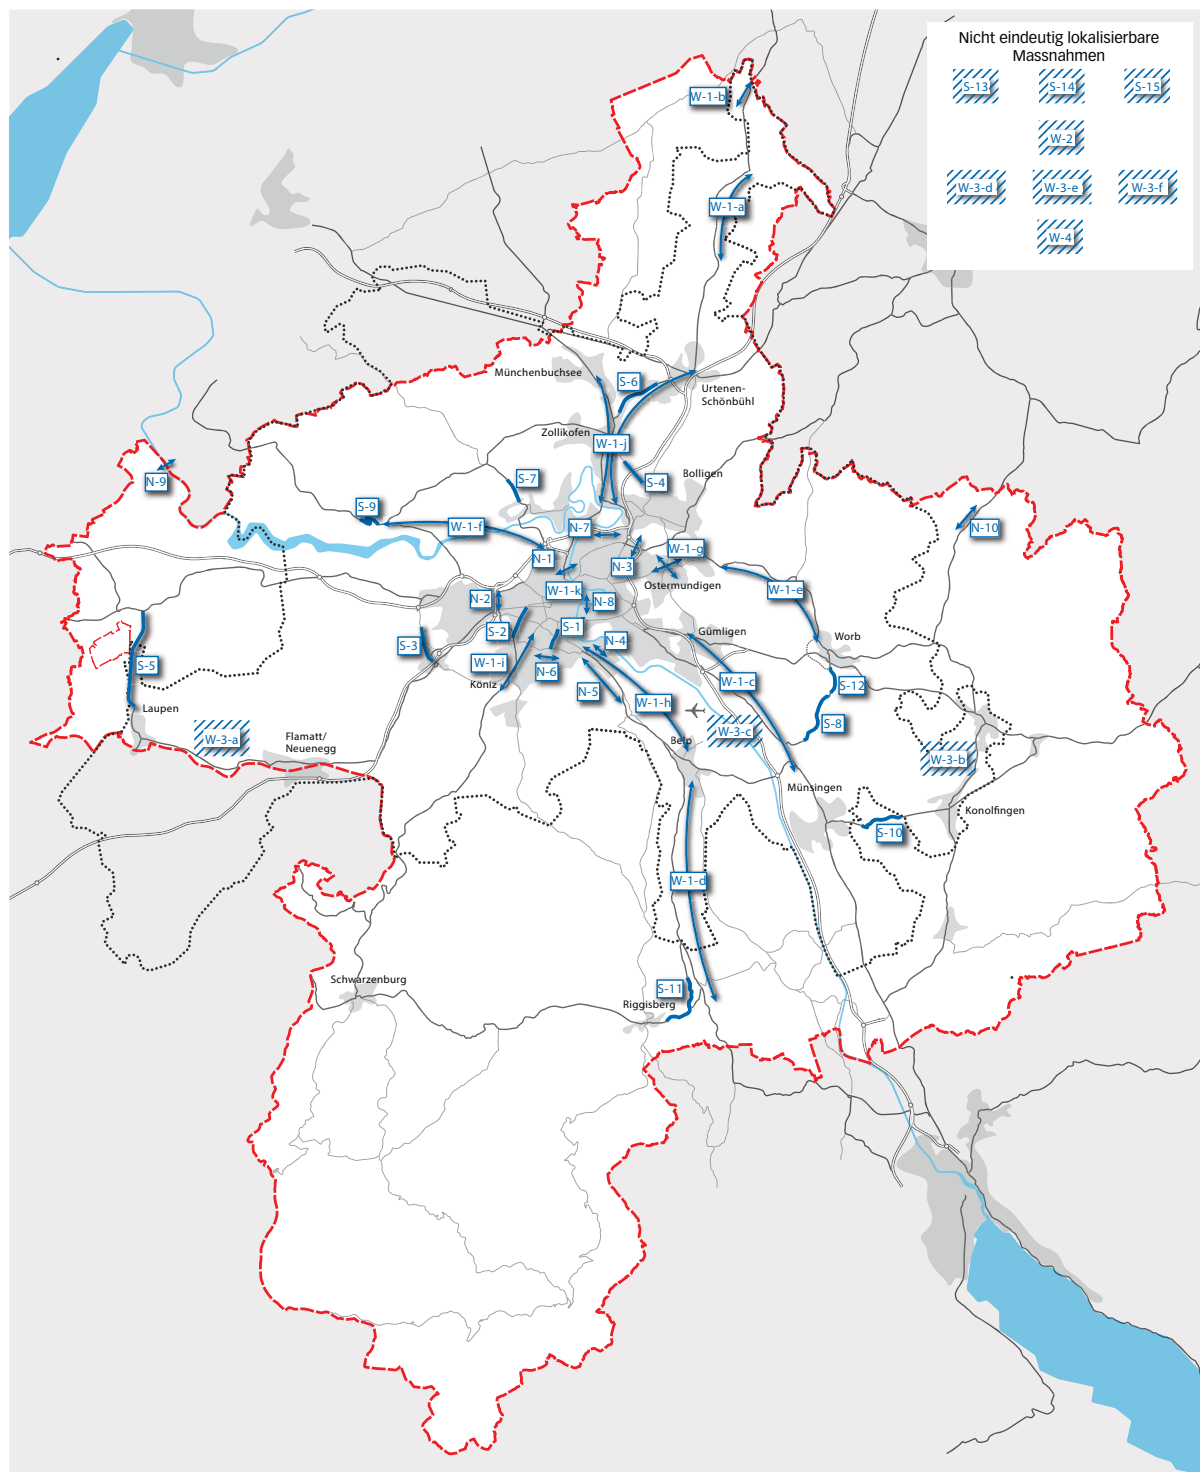 Nicht eindeutig lokalisierbare
Massnahmen
S-13
S-14
S-15
W-2
W-3-d
W-3-e
W-3-f
W-4
W-1-b
W-1-a
Münchenbuchsee
S-6
Urtenen-
Schönbühl
Zollikofen
W-1-j
Bolligen
N-9
S-7
S-4
S-9
W-1-f
N-7
N-10
N-1
W-1-g
N-3
Ostermundigen
W-1-k
W-1-e
N-2
N-8
S-2
S-1
Gümligen
Worb
S-3
N-4
W-1-i
N-6
S-5
Köniz
N-5
W-1-c
S-12
W-1-h
Laupen
S-8
W-3-a
Flamatt/
Neuenegg
W-3-c
Belp
W-3-b
Münsingen
Konolfingen
S-10
W-1-d
Schwarzenburg
S-11
Riggisberg